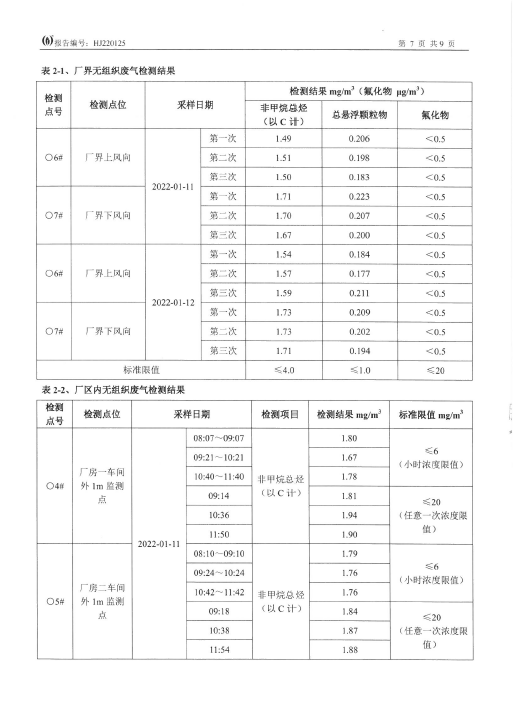 (6) 报告编号：HJ220125 第 7 页 共 9 页
表 2-1、厂界无组织废气检测结果
检测点号 检测点位 采样日期 检测结果 mg/m³（氟化物 μg/m³）
非甲烷总烃（以 C 计） 总悬浮颗粒物 氟化物
○6# 厂界上风向 2022-01-11 第一次 1.49 0.206 ＜0.5
第二次 1.51 0.198 ＜0.5
第三次 1.50 0.183 ＜0.5
○7# 厂界下风向 第一次 1.71 0.223 ＜0.5
第二次 1.70 0.207 ＜0.5
第三次 1.67 0.200 ＜0.5
○6# 厂界上风向 2022-01-12 第一次 1.54 0.184 ＜0.5
第二次 1.57 0.177 ＜0.5
第三次 1.59 0.211 ＜0.5
○7# 厂界下风向 第一次 1.73 0.209 ＜0.5
第二次 1.73 0.202 ＜0.5
第三次 1.71 0.194 ＜0.5
标准限值 ≤4.0 ≤1.0 ≤20
表 2-2、厂区内无组织废气检测结果
检测点号 检测点位 采样日期 检测项目 检测结果 mg/m³ 标准限值 mg/m³
○4# 厂房一车间外 1m 监测点 2022-01-11 08:07～09:07 非甲烷总烃（以 C 计） 1.80 ≤6（小时浓度限值）
09:21～10:21 1.67
10:40～11:40 1.78
09:14 1.81 ≤20（任意一次浓度限值）
10:36 1.94
11:50 1.90
○5# 厂房二车间外 1m 监测点 08:10～09:10 非甲烷总烃（以 C 计） 1.79 ≤6（小时浓度限值）
09:24～10:24 1.76
10:42～11:42 1.76
09:18 1.84 ≤20（任意一次浓度限值）
10:38 1.87
11:54 1.88